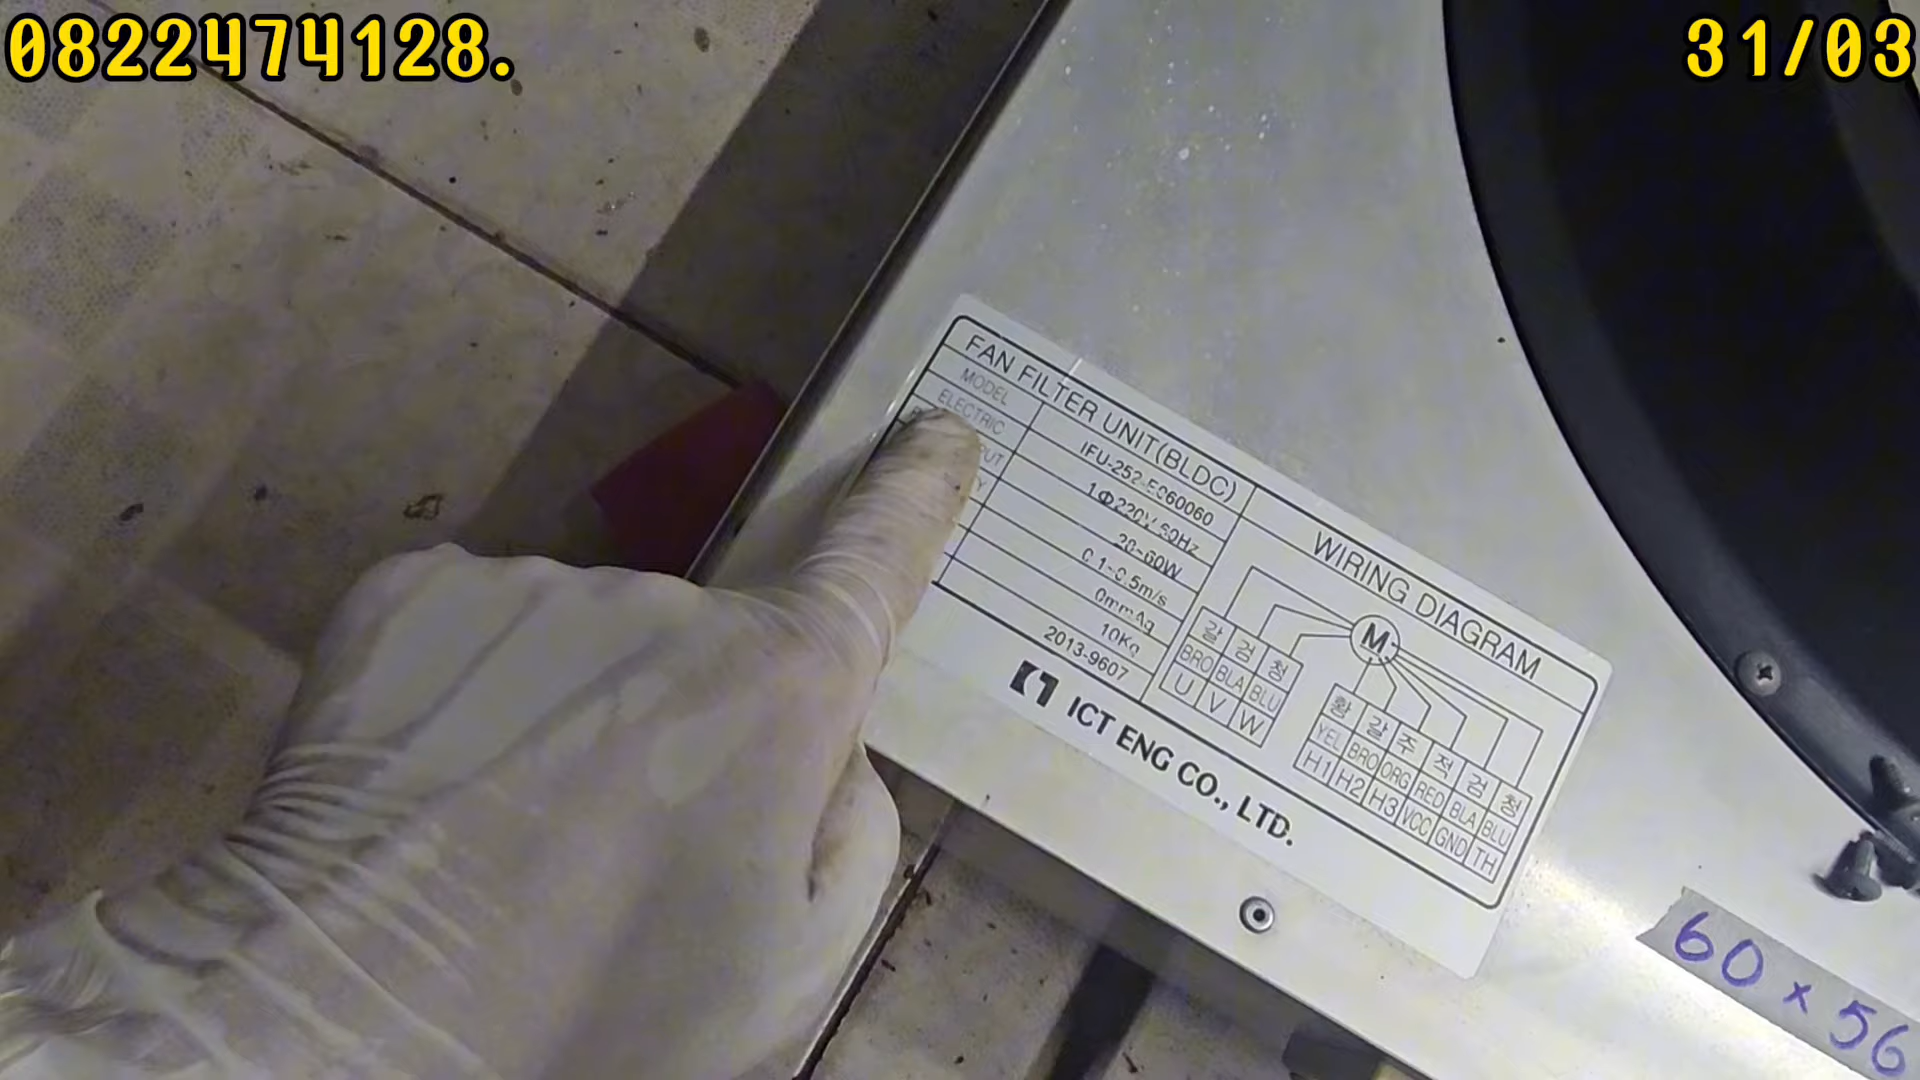 0822474128.
31/03
FAN FILTER UNIT(BLDC)
MODEL
IFU-252-E060060
ELECTRIC
1Φ220V 50Hz
20~60W
0.1~0.5m/s
0mmAq
10Kg
2013-9607
WIRING DIAGRAM
M
갈 검 청
BRO BLA BLU
U V W
황 갈 주 적 검 청
YEL BRO ORG RED BLA BLU
H1 H2 H3 VCC GND TH
ICT ENG CO., LTD.
60 x 56